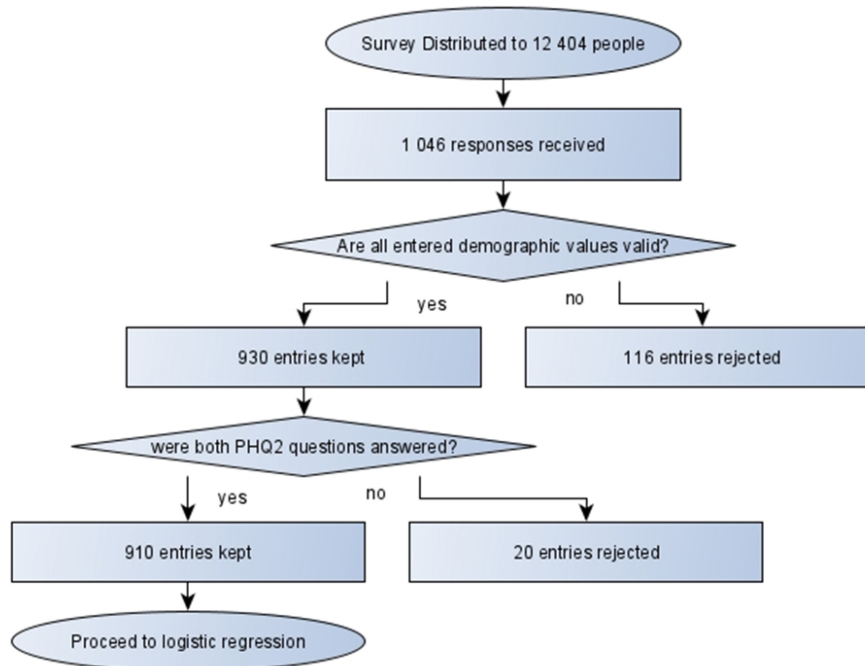 Survey Distributed to 12 404 people
1 046 responses received
Are all entered demographic values valid?
yes
no
930 entries kept
116 entries rejected
were both PHQ2 questions answered?
yes
no
910 entries kept
20 entries rejected
Proceed to logistic regression